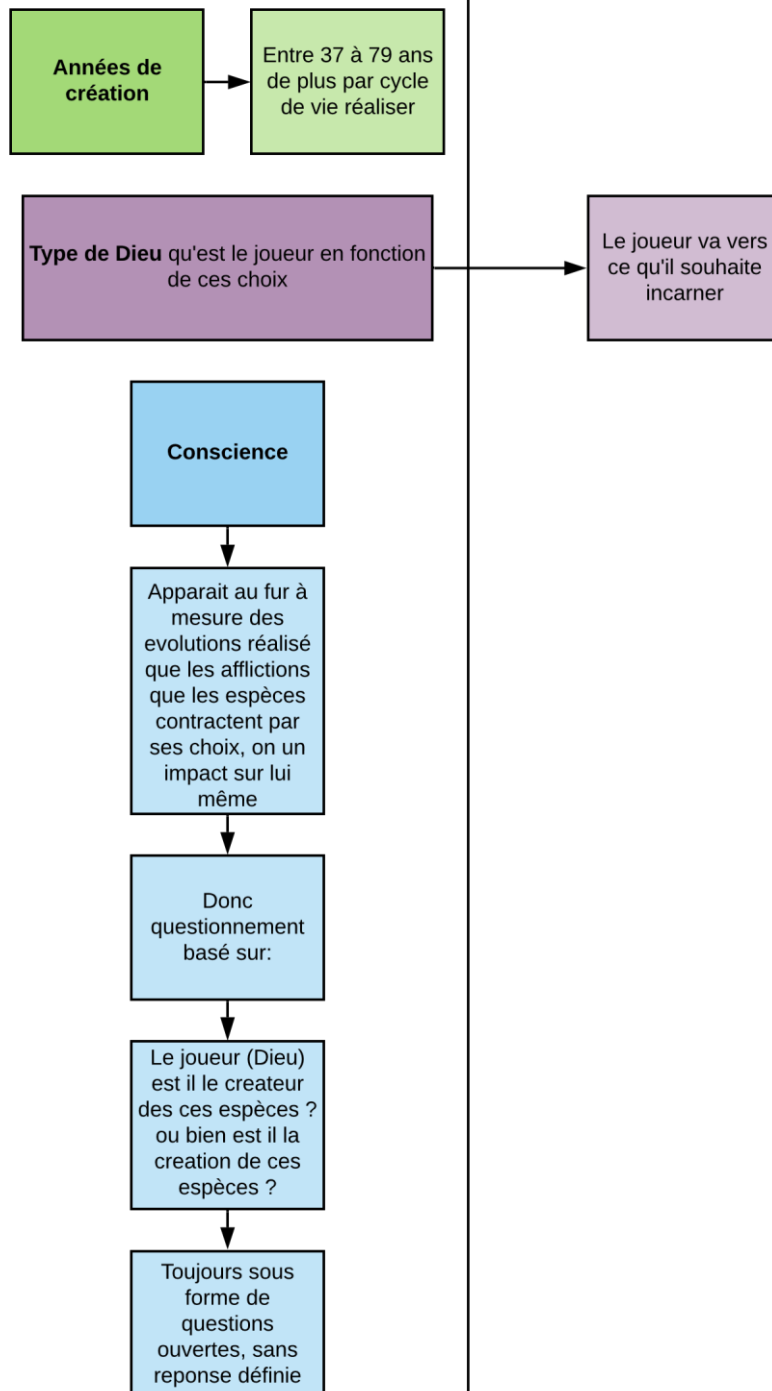 Années de
création
Entre 37 à 79 ans
de plus par cycle
de vie réaliser
Type de Dieu qu'est le joueur en fonction
de ces choix
Le joueur va vers
ce qu'il souhaite
incarner
Conscience
Apparait au fur à
mesure des
evolutions réalisé
que les afflictions
que les espèces
contractent par
ses choix, on un
impact sur lui
même
Donc
questionnement
basé sur:
Le joueur (Dieu)
est il le createur
des ces espèces ?
ou bien est il la
creation de ces
espèces ?
Toujours sous
forme de
questions
ouvertes, sans
reponse définie